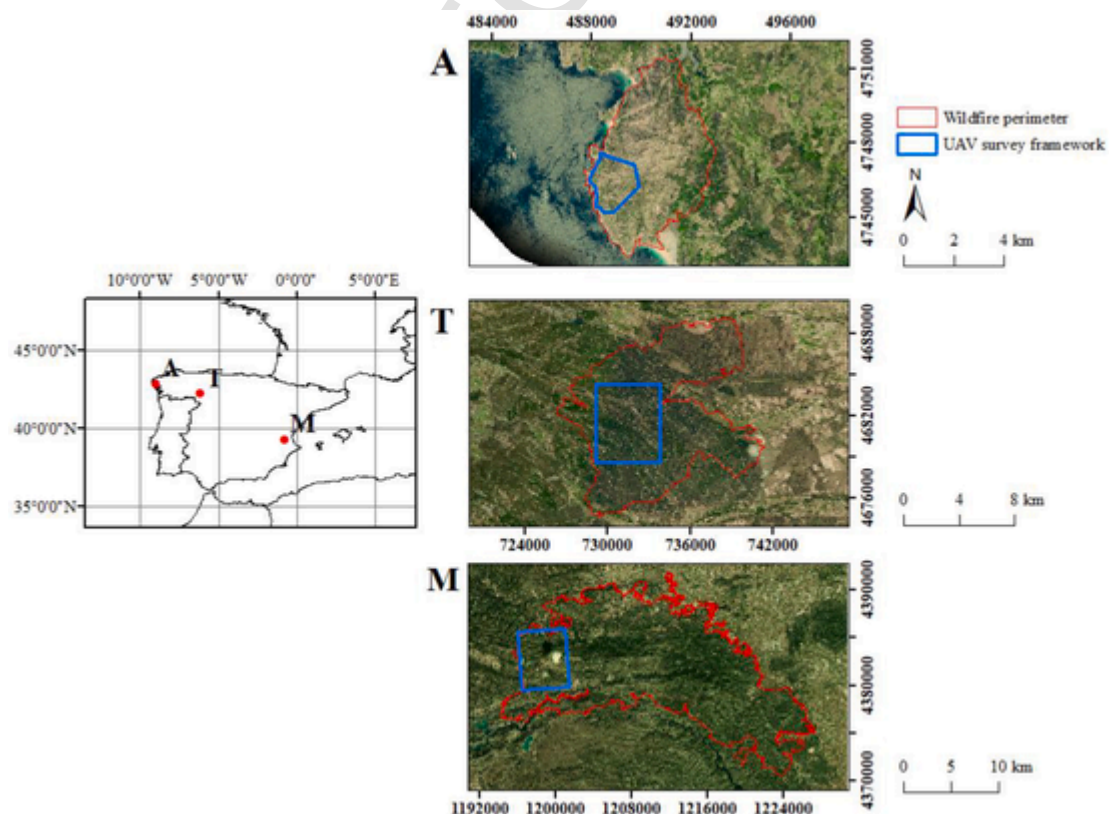 484000 488000 492000 496000
A
4751000
4748000
4745000
Wildfire perimeter
UAV survey framework
N
0 2 4 km
10°0'0"W 5°0'0"W 0°0'0" 5°0'0"E
45°0'0"N
40°0'0"N
35°0'0"N
A
T
M
T
4688000
4682000
4676000
0 4 8 km
724000 730000 736000 742000
M
4390000
4380000
4370000
0 5 10 km
1192000 1200000 1208000 1216000 1224000